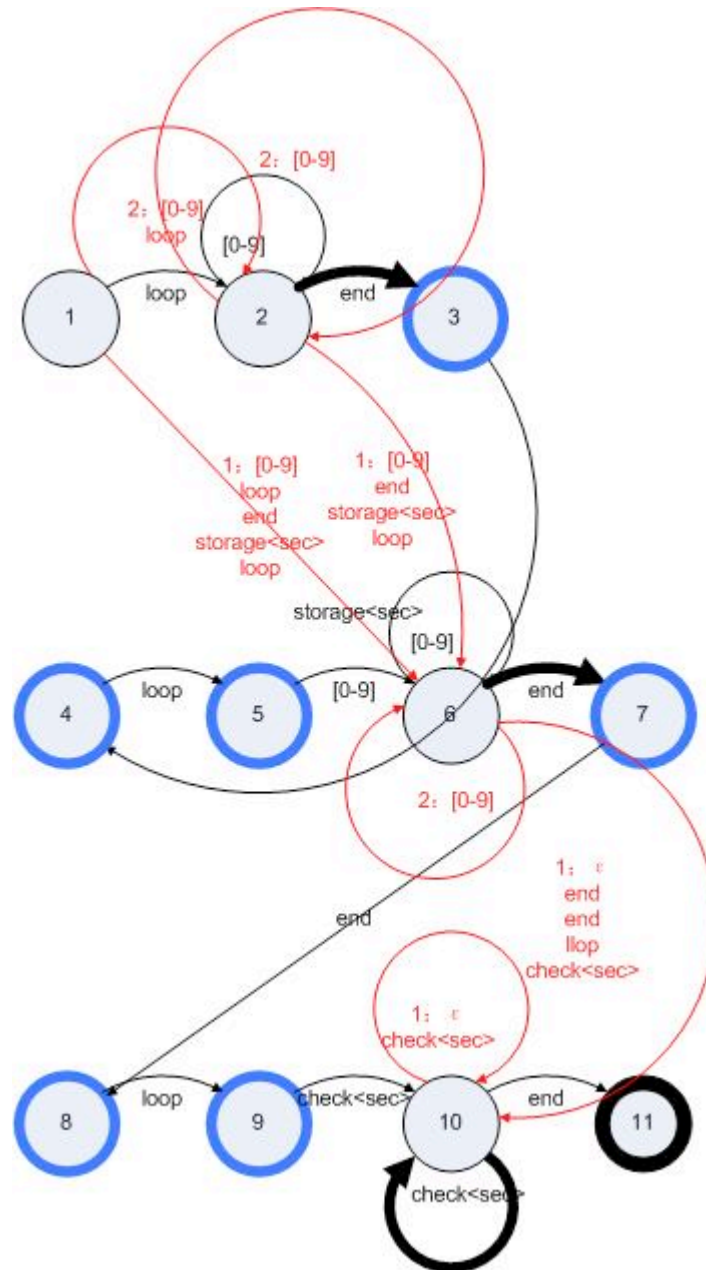 2：[0-9]
2：[0-9]
loop
[0-9]
1
loop
2
end
3
1：[0-9]
loop
end
storage<sec>
loop
1：[0-9]
end
storage<sec>
loop
storage<sec>
[0-9]
4
loop
5
[0-9]
6
end
7
2：[0-9]
1：ε
end
end
llop
check<sec>
end
1：ε
check<sec>
8
loop
9
check<sec>
10
end
11
check<sec>